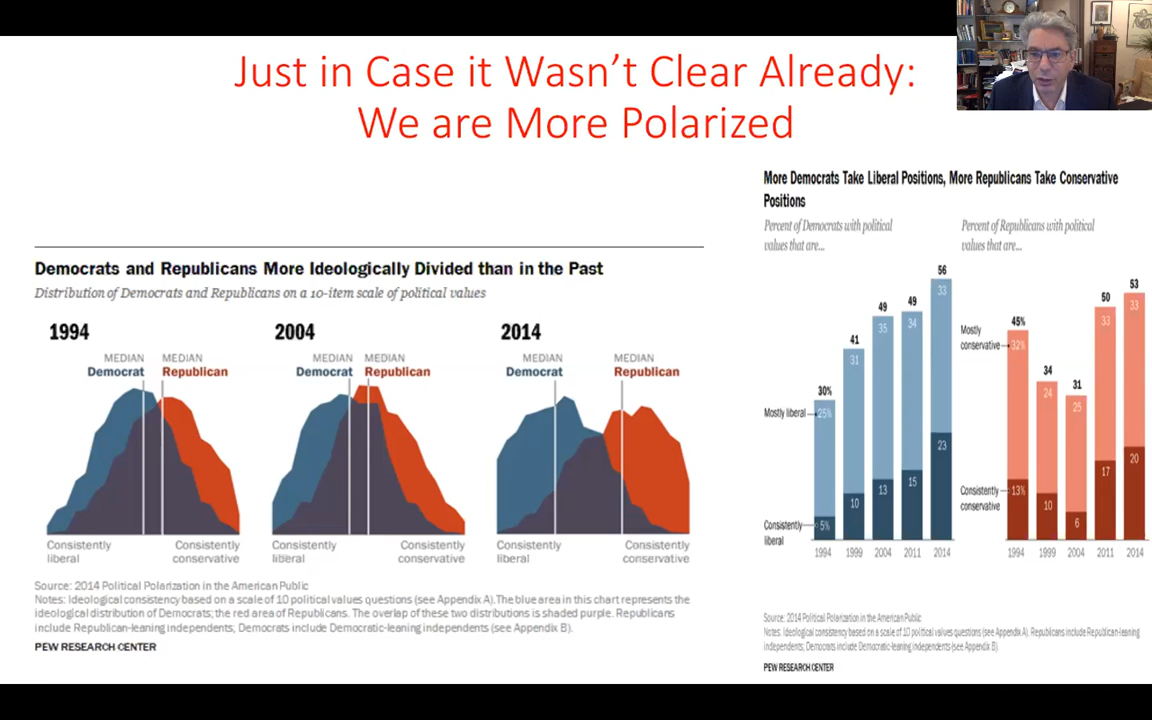 Just in Case it Wasn't Clear Already:
We are More Polarized
Democrats and Republicans More Ideologically Divided than in the Past
Distribution of Democrats and Republicans on a 10-item scale of political values
1994
MEDIAN
Democrat
MEDIAN
Republican
Consistently
liberal
Consistently
conservative
2004
MEDIAN
Democrat
MEDIAN
Republican
Consistently
liberal
Consistently
conservative
2014
MEDIAN
Democrat
MEDIAN
Republican
Consistently
liberal
Consistently
conservative
Source: 2014 Political Polarization in the American Public
Notes: Ideological consistency based on a scale of 10 political values questions (see Appendix A).The blue area in this chart represents the
ideological distribution of Democrats; the red area of Republicans. The overlap of these two distributions is shaded purple. Republicans
include Republican-leaning independents; Democrats include Democratic-leaning independents (see Appendix B).
PEW RESEARCH CENTER
More Democrats Take Liberal Positions, More Republicans Take Conservative
Positions
Percent of Democrats with political
values that are...
30%
41
49
49
56
Mostly liberal
25%
31
35
34
33
Consistently
liberal
5%
10
13
15
23
1994 1999 2004 2011 2014
Percent of Republicans with political
values that are...
45%
34
31
50
53
Mostly
conservative
32%
24
25
33
33
Consistently
conservative
13%
10
6
17
20
1994 1999 2004 2011 2014
Source: 2014 Political Polarization in the American Public
Notes: Ideological consistency based on a scale of 10 political values questions (see Appendix A). Republicans include Republican-leaning
independents; Democrats include Democratic-leaning independents (see Appendix B).
PEW RESEARCH CENTER